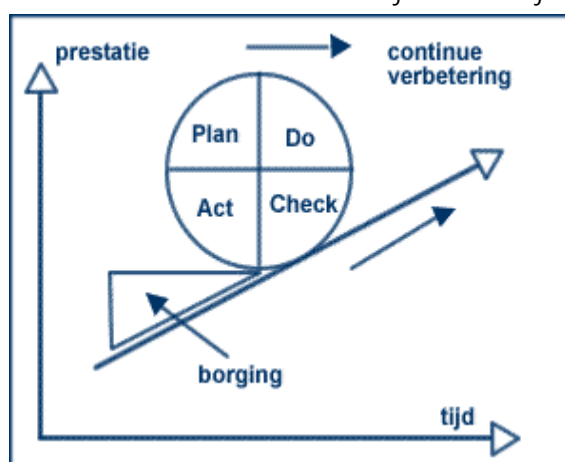 prestatie
continue
verbetering
Plan
Do
Act
Check
borging
tijd